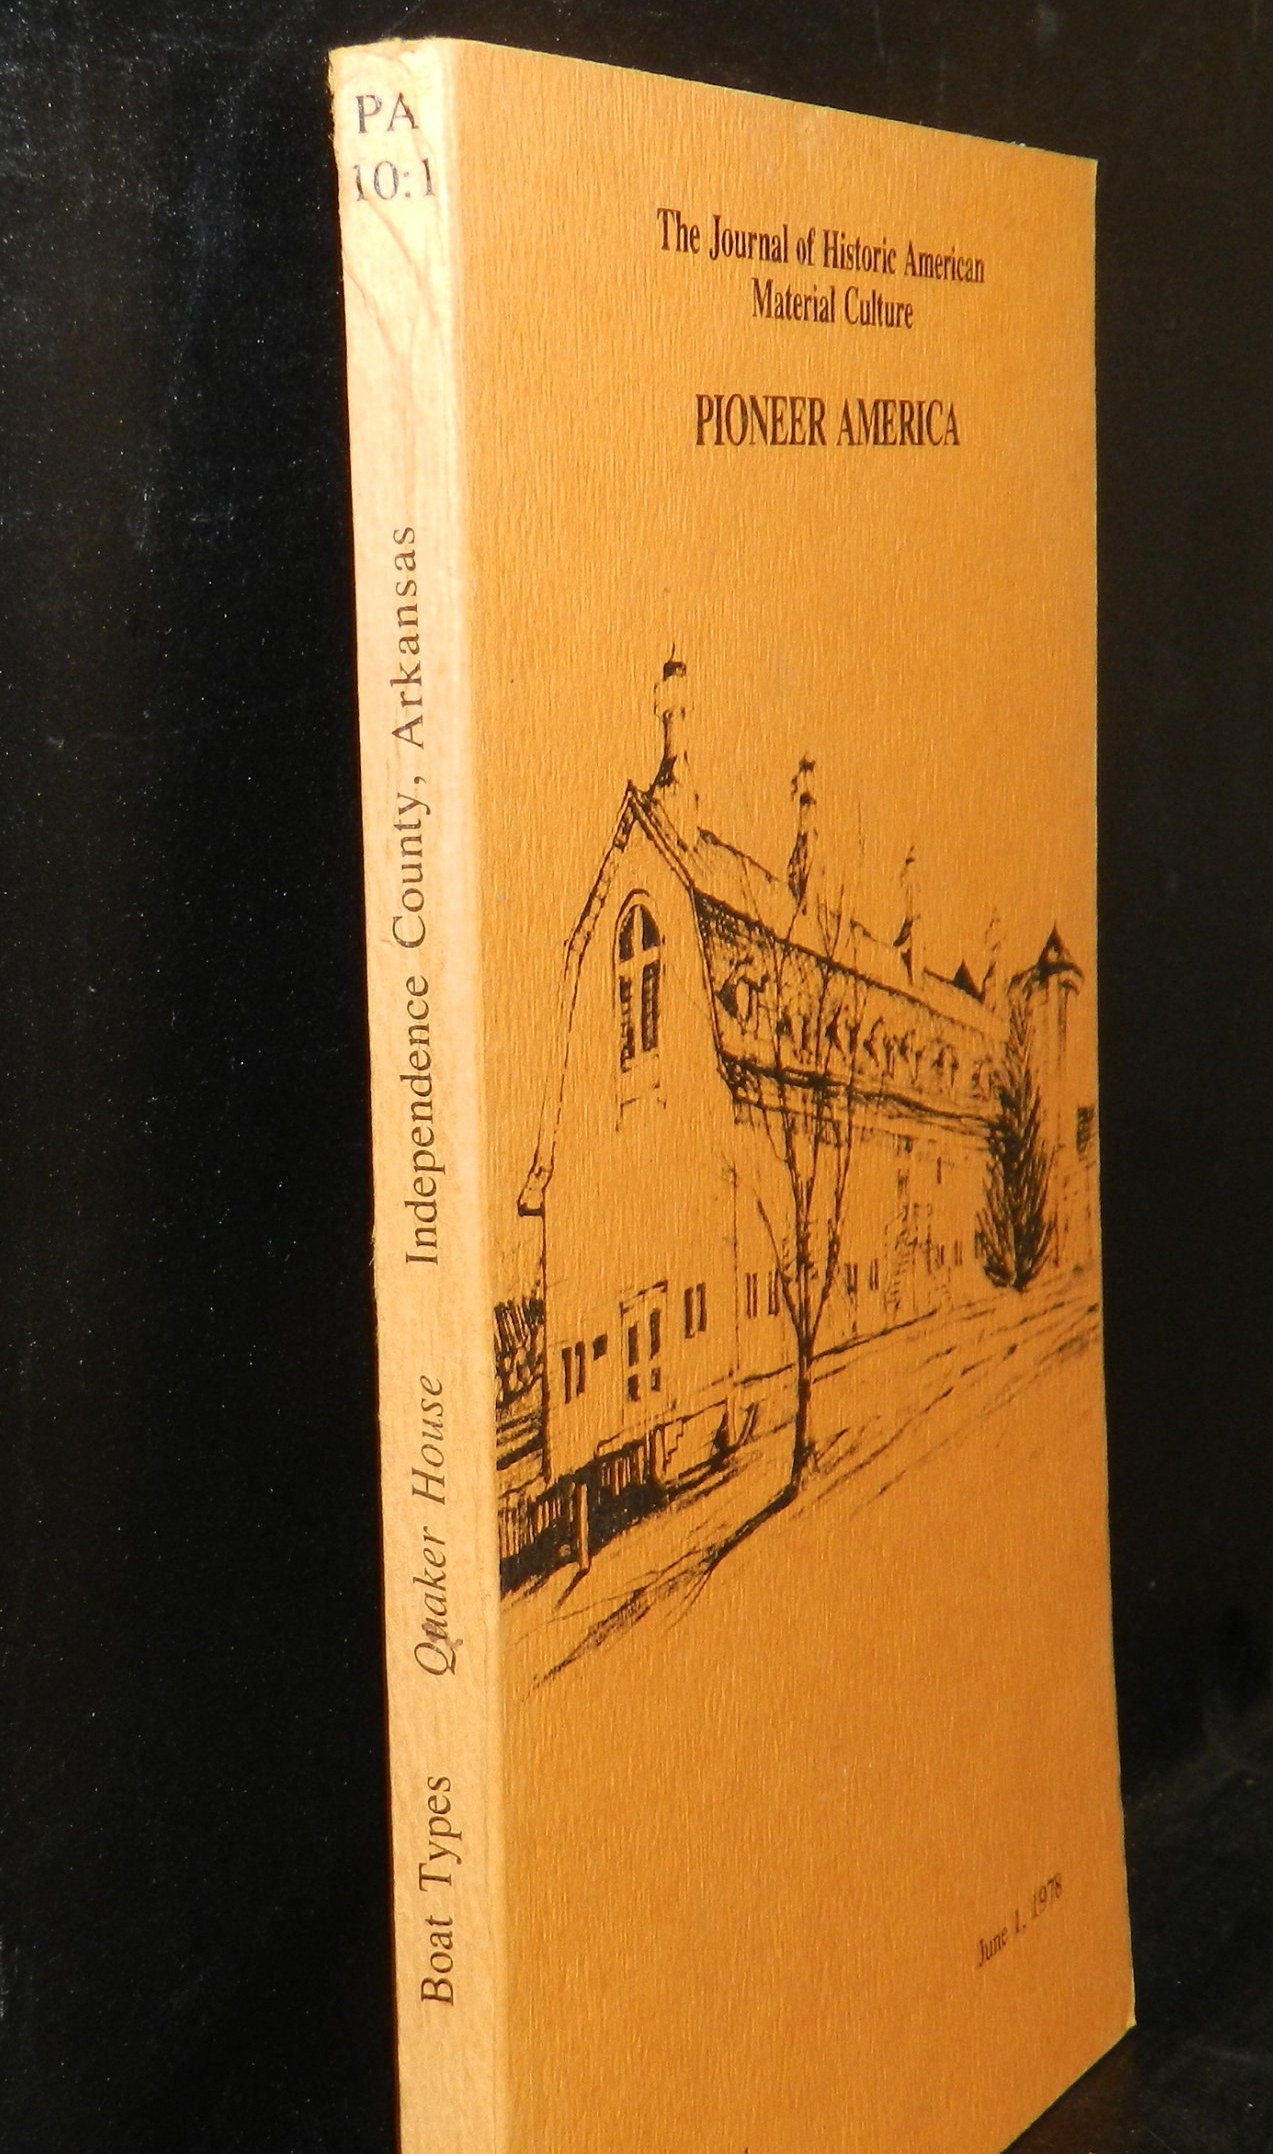 PA
10:1
Boat Types Quaker House Independence County, Arkansas
The Journal of Historic American
Material Culture
PIONEER AMERICA
June 1, 1978